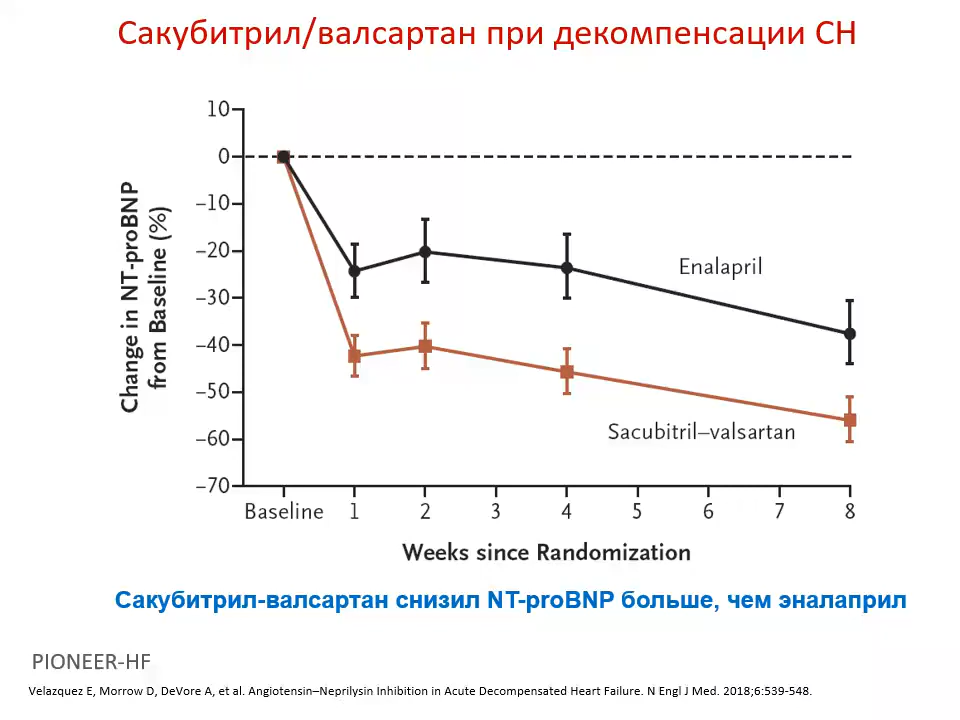 Сакубитрил/валсартан при декомпенсации СН
10
0
–10
–20
–30
–40
–50
–60
–70
Change in NT-proBNP
from Baseline (%)
Enalapril
Sacubitril–valsartan
Baseline 1 2 3 4 5 6 7 8
Weeks since Randomization
Сакубитрил-валсартан снизил NT-proBNP больше, чем эналаприл
PIONEER-HF
Velazquez E, Morrow D, DeVore A, et al. Angiotensin–Neprilysin Inhibition in Acute Decompensated Heart Failure. N Engl J Med. 2018;6:539-548.